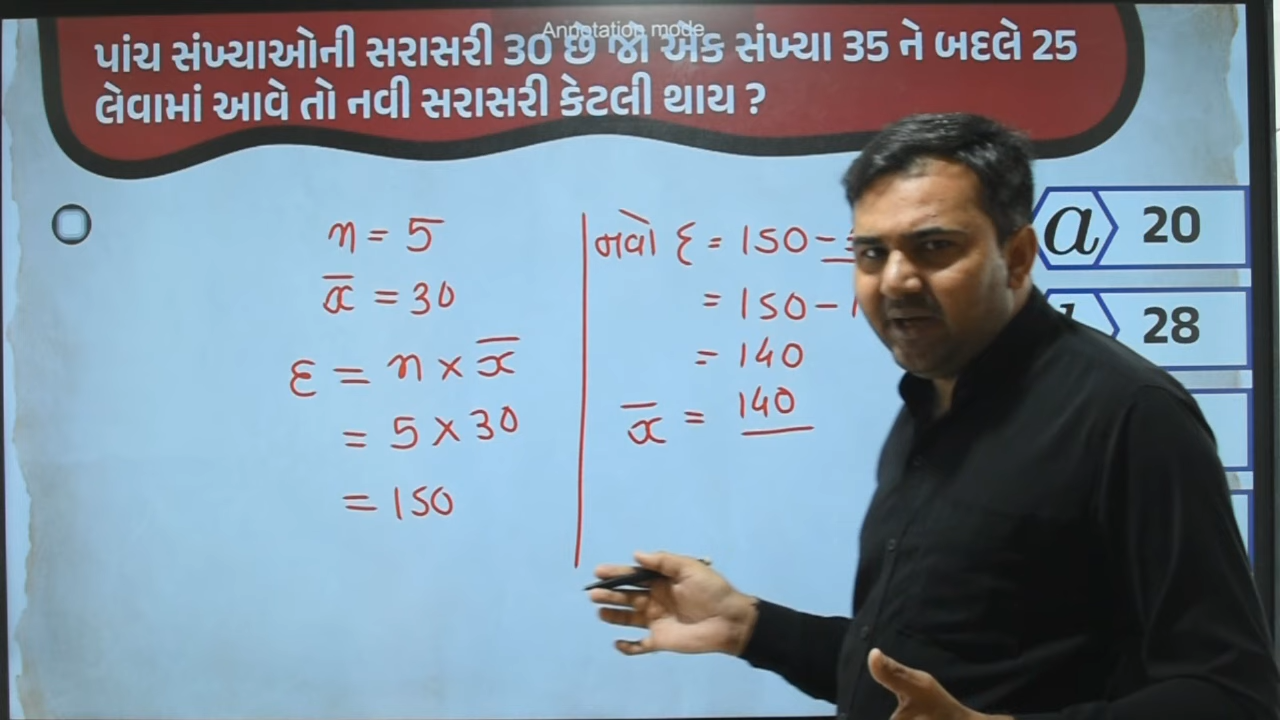 Annotation mode
પાંચ સંખ્યાઓની સરાસરી 30 છે જો એક સંખ્યા 35 ને બદલે 25
લેવામાં આવે તો નવી સરાસરી કેટલી થાય ?
n = 5
x̄ = 30
Σ = n × x̄
= 5 × 30
= 150
નવો Σ = 150 -
= 150 - 1
= 140
x̄ = 140
a 20
28